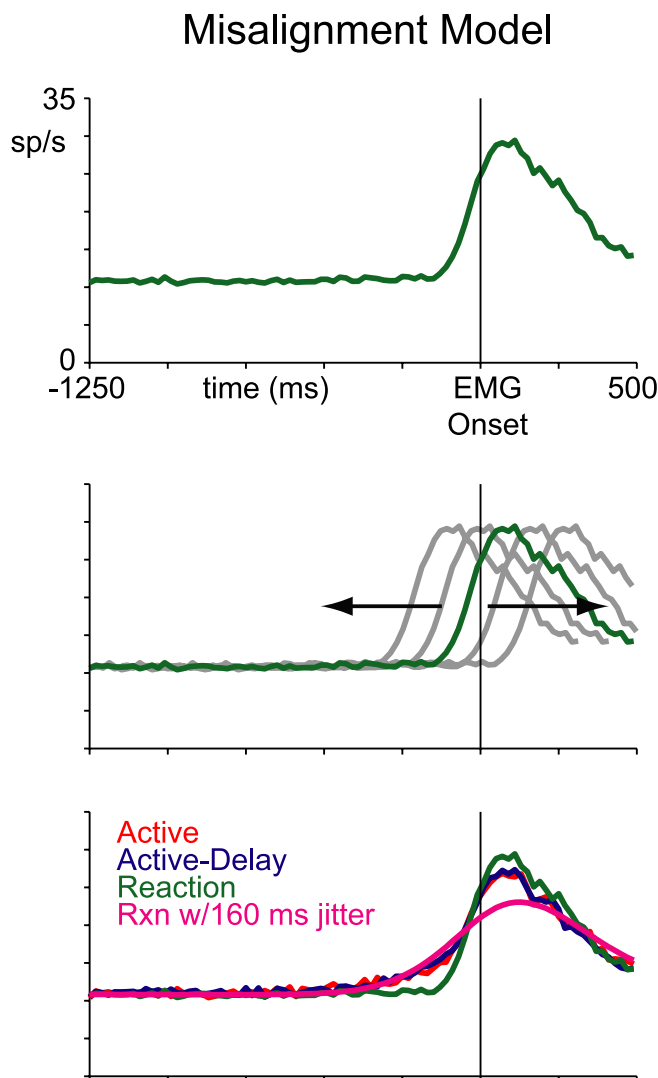 Misalignment Model
35
sp/s
0
-1250 time (ms) EMG 500
Onset
Active
Active-Delay
Reaction
Rxn w/160 ms jitter